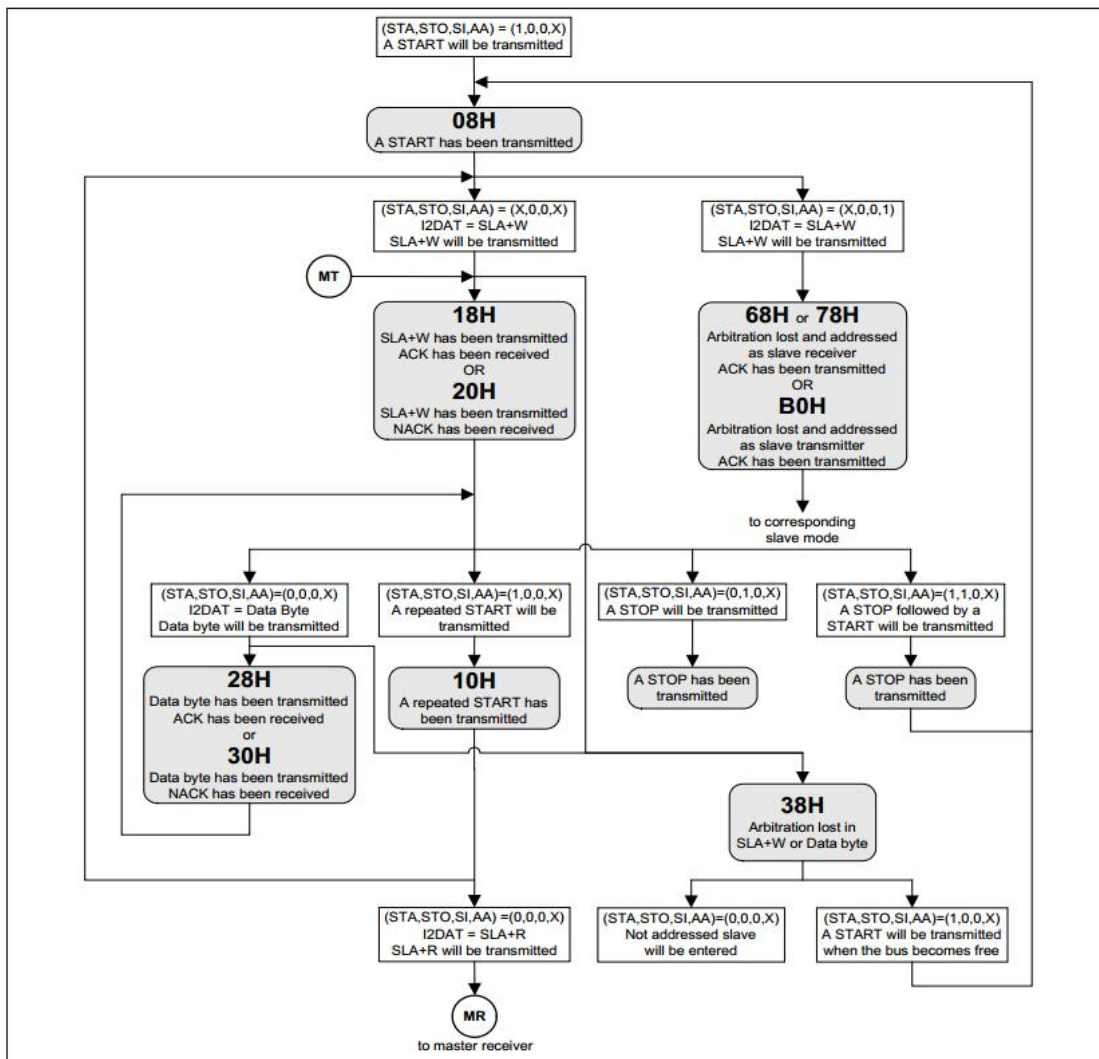 (STA,STO,SI,AA) = (1,0,0,X)
A START will be transmitted
08H
A START has been transmitted
(STA,STO,SI,AA) = (X,0,0,X)
I2DAT = SLA+W
SLA+W will be transmitted
(STA,STO,SI,AA) = (X,0,0,1)
I2DAT = SLA+W
SLA+W will be transmitted
MT
18H
SLA+W has been transmitted
ACK has been received
OR
20H
SLA+W has been transmitted
NACK has been received
68H or 78H
Arbitration lost and addressed
as slave receiver
ACK has been transmitted
OR
B0H
Arbitration lost and addressed
as slave transmitter
ACK has been transmitted
to corresponding
slave mode
(STA,STO,SI,AA)=(0,0,0,X)
I2DAT = Data Byte
Data byte will be transmitted
(STA,STO,SI,AA)=(1,0,0,X)
A repeated START will be
transmitted
(STA,STO,SI,AA)=(0,1,0,X)
A STOP will be transmitted
(STA,STO,SI,AA)=(1,1,0,X)
A STOP followed by a
START will be transmitted
28H
Data byte has been transmitted
ACK has been received
or
30H
Data byte has been transmitted
NACK has been received
10H
A repeated START has
been transmitted
A STOP has been
transmitted
A STOP has been
transmitted
38H
Arbitration lost in
SLA+W or Data byte
(STA,STO,SI,AA) =(0,0,0,X)
I2DAT = SLA+R
SLA+R will be transmitted
(STA,STO,SI,AA)=(0,0,0,X)
Not addressed slave
will be entered
(STA,STO,SI,AA)=(1,0,0,X)
A START will be transmitted
when the bus becomes free
MR
to master receiver